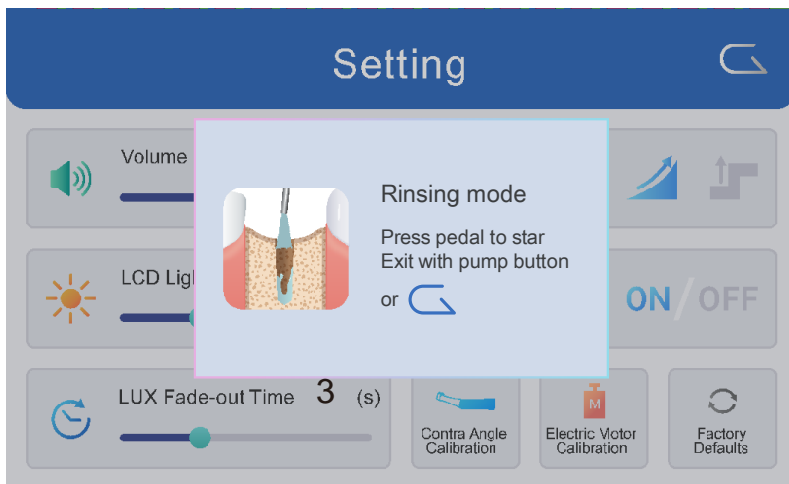 Setting
Volume
Rinsing mode
Press pedal to star
Exit with pump button
or
LCD Lig
ON/OFF
LUX Fade-out Time 3 (s)
Contra Angle
Calibration
M
Electric Motor
Calibration
Factory
Defaults